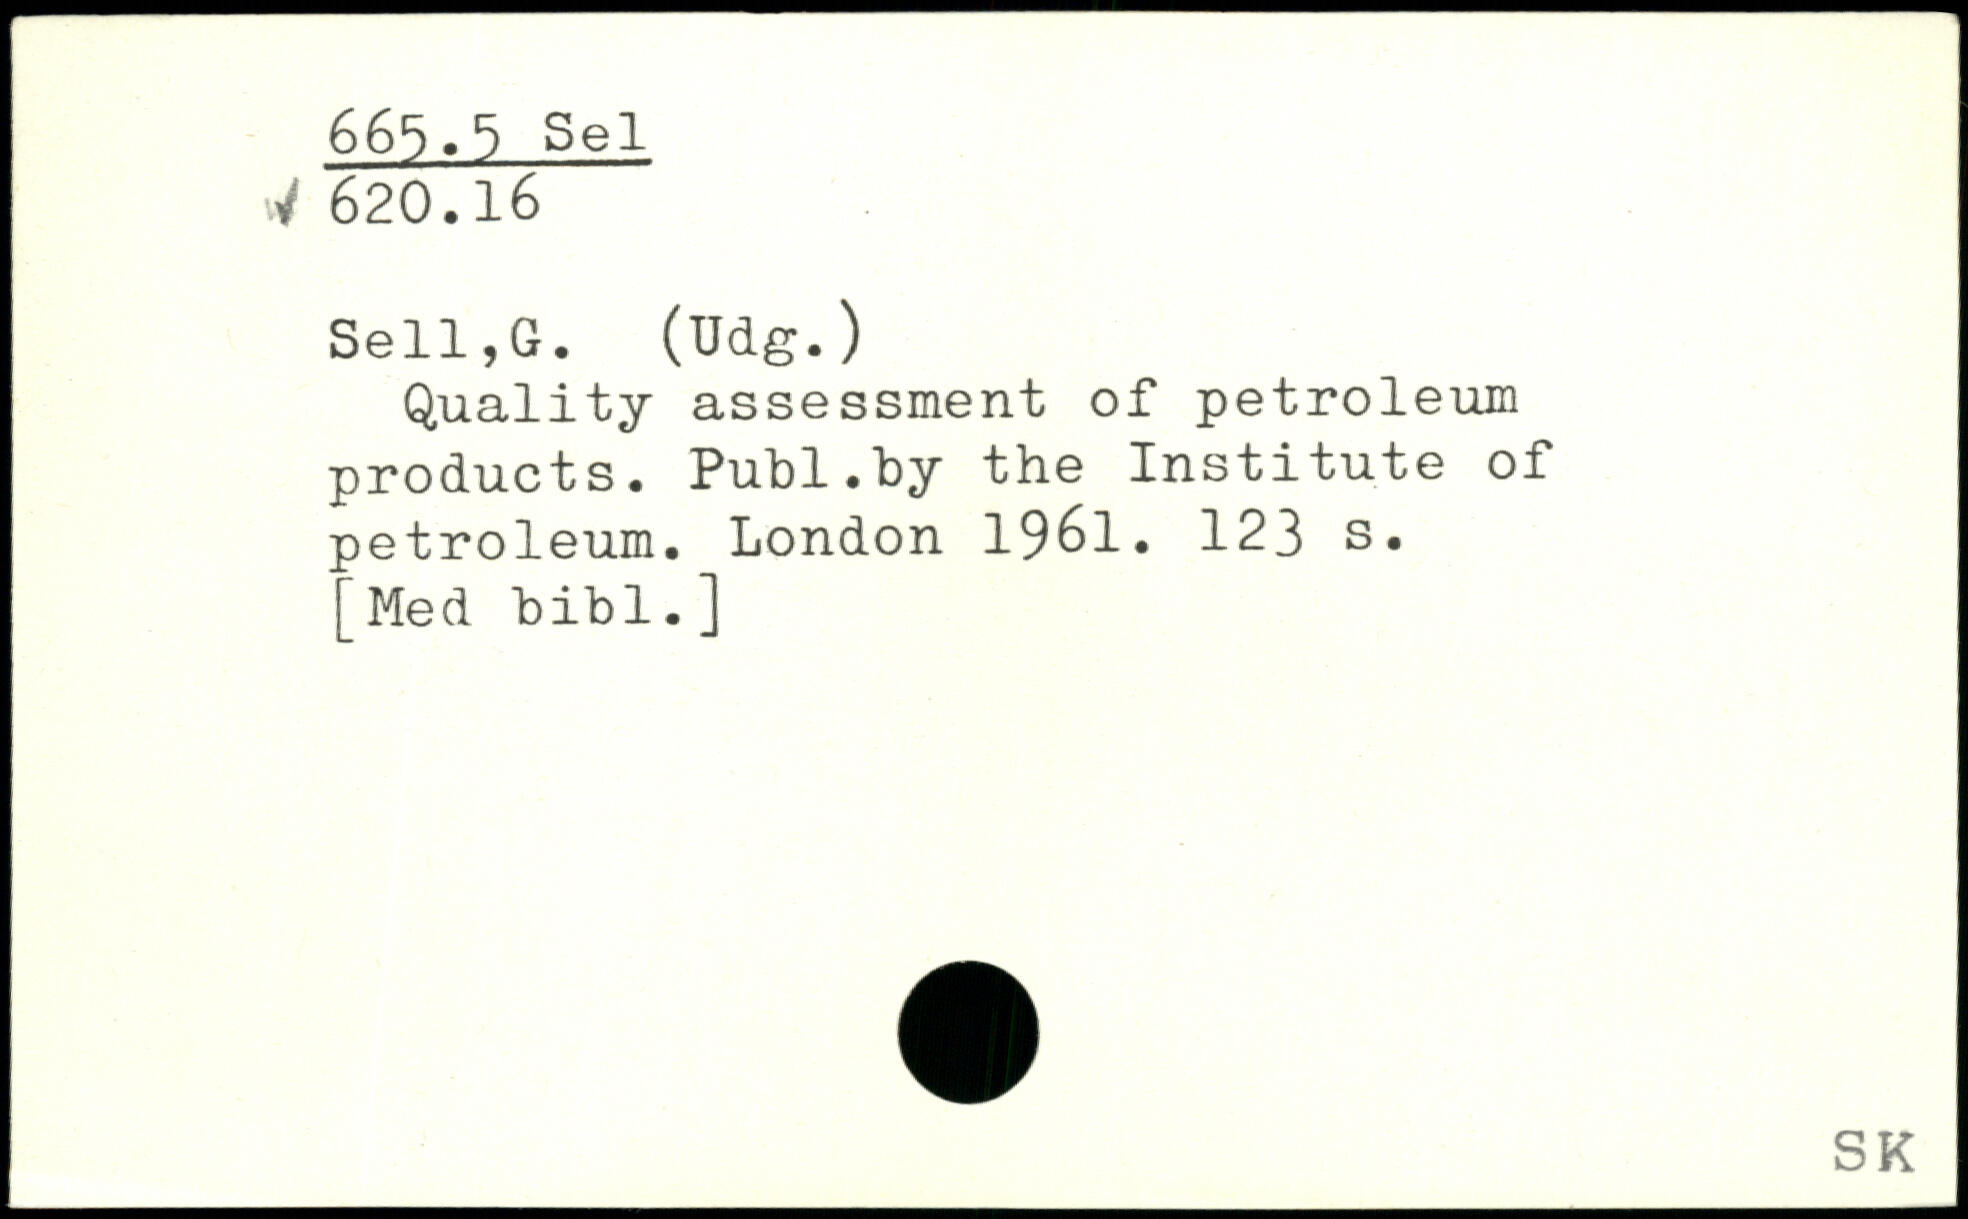 665.5 Sel
620.16
Sell,G. (Udg.)
Quality assessment of petroleum
products. Publ.by the Institute of
petroleum. London 1961. 123 s.
[Med bibl.]
SK